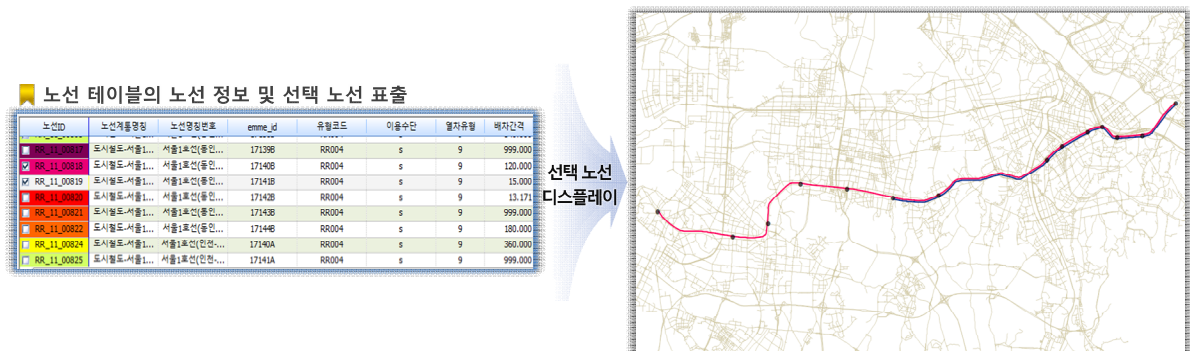 노선 테이블의 노선 정보 및 선택 노선 표출
노선ID 노선계통명칭 노선명칭번호 emme_id 유형코드 이용수단 열차유형 배차간격
RR_11_00817 도시철도-서울1... 서울1호선(동인... 17139B RR004 s 9 999.000
RR_11_00818 도시철도-서울1... 서울1호선(동인... 17140B RR004 s 9 120.000
RR_11_00819 도시철도-서울1... 서울1호선(동인... 17141B RR004 s 9 15.000
RR_11_00820 도시철도-서울1... 서울1호선(동인... 17142B RR004 s 9 13.171
RR_11_00821 도시철도-서울1... 서울1호선(동인... 17143B RR004 s 9 999.000
RR_11_00822 도시철도-서울1... 서울1호선(동인... 17144B RR004 s 9 180.000
RR_11_00824 도시철도-서울1... 서울1호선(인천-... 17140A RR004 s 9 360.000
RR_11_00825 도시철도-서울1... 서울1호선(인천-... 17141A RR004 s 9 999.000
선택 노선
디스플레이